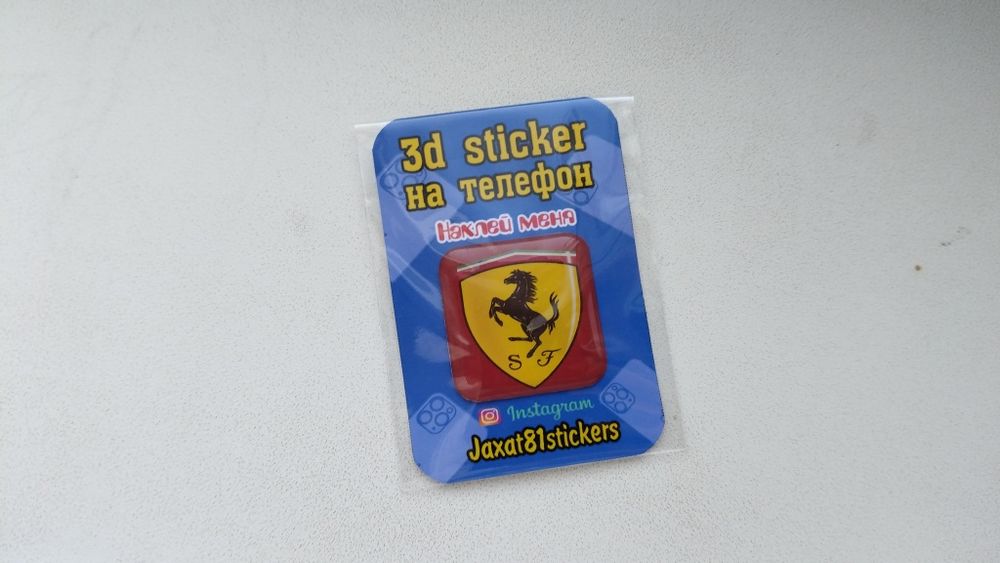 3d sticker
на телефон
Наклей меня
S F
Instagram
Jaxat81stickers